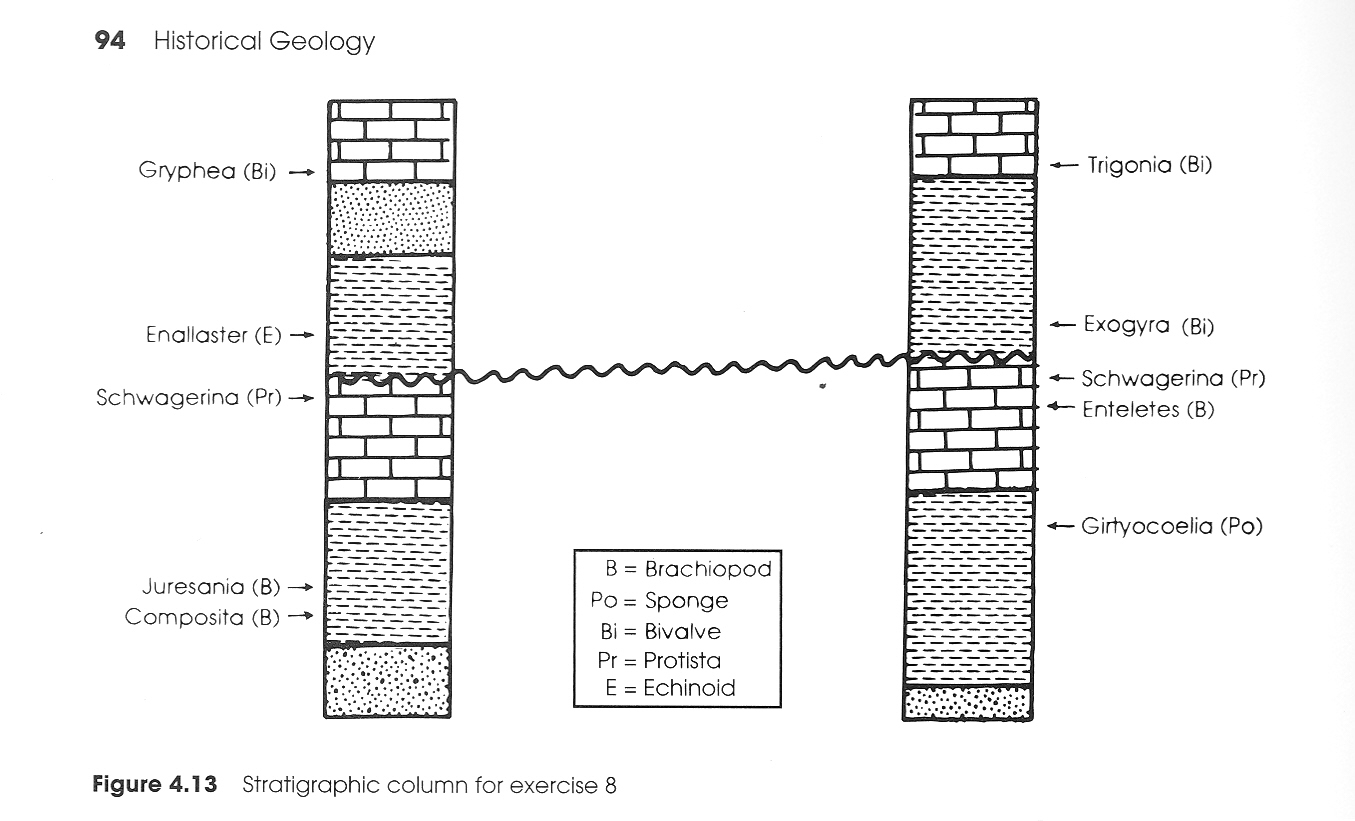 94 Historical Geology
Gryphea (Bi)
Enallaster (E)
Schwagerina (Pr)
Juresania (B)
Composita (B)
Trigonia (Bi)
Exogyra (Bi)
Schwagerina (Pr)
Enteletes (B)
Girtyocoelia (Po)
B = Brachiopod
Po = Sponge
Bi = Bivalve
Pr = Protista
E = Echinoid
Figure 4.13 Stratigraphic column for exercise 8